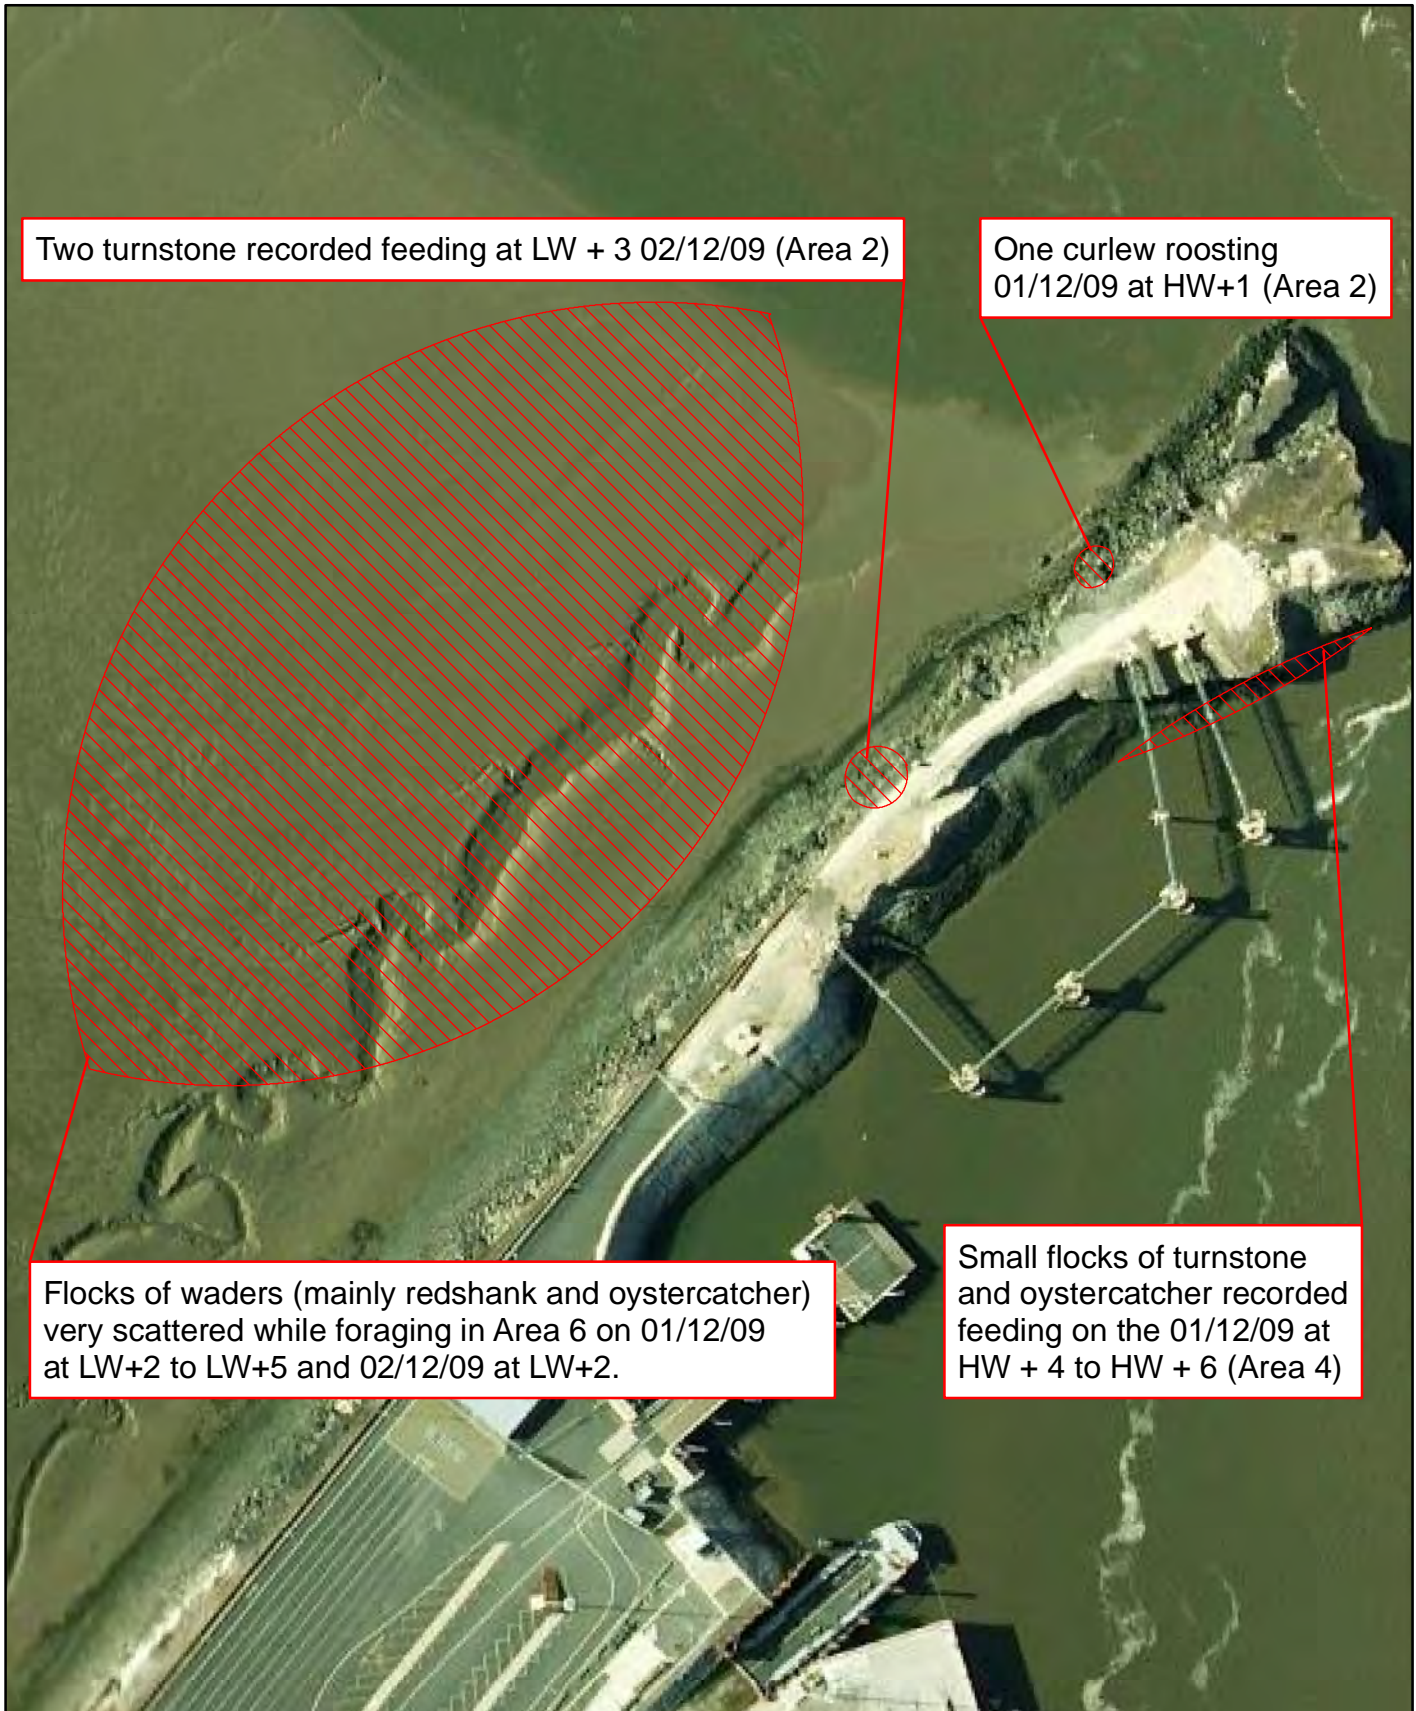 Two turnstone recorded feeding at LW + 3 02/12/09 (Area 2)
One curlew roosting
01/12/09 at HW+1 (Area 2)
Flocks of waders (mainly redshank and oystercatcher)
very scattered while foraging in Area 6 on 01/12/09
at LW+2 to LW+5 and 02/12/09 at LW+2.
Small flocks of turnstone
and oystercatcher recorded
feeding on the 01/12/09 at
HW + 4 to HW + 6 (Area 4)